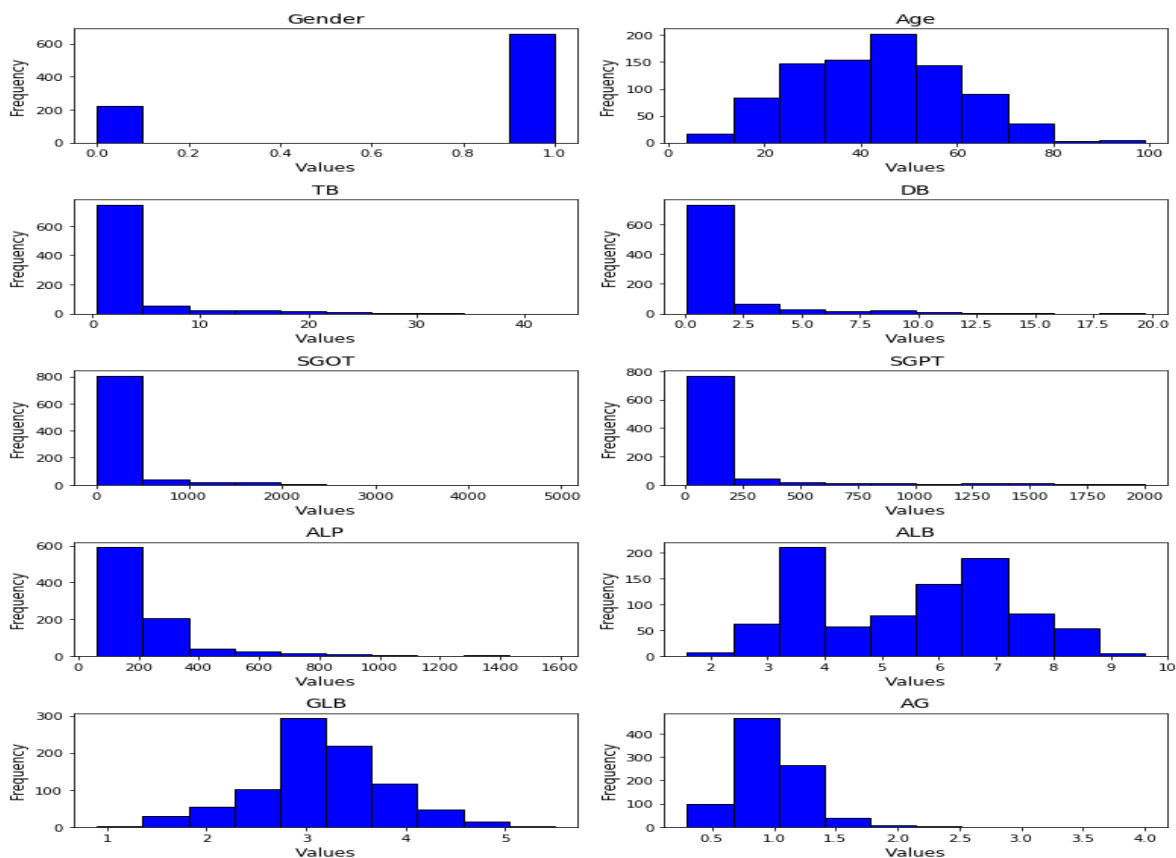 Gender
Frequency
600
400
200
0
0.0 0.2 0.4 0.6 0.8 1.0
Values
Age
Frequency
200
150
100
50
0
0 20 40 60 80 100
Values
TB
Frequency
600
400
200
0
0 10 20 30 40
Values
DB
Frequency
600
400
200
0
0.0 2.5 5.0 7.5 10.0 12.5 15.0 17.5 20.0
Values
SGOT
Frequency
800
600
400
200
0
0 1000 2000 3000 4000 5000
Values
SGPT
Frequency
800
600
400
200
0
0 250 500 750 1000 1250 1500 1750 2000
Values
ALP
Frequency
600
400
200
0
0 200 400 600 800 1000 1200 1400 1600
Values
ALB
Frequency
200
150
100
50
0
2 3 4 5 6 7 8 9 10
Values
GLB
Frequency
300
200
100
0
1 2 3 4 5
Values
AG
Frequency
400
300
200
100
0
0.5 1.0 1.5 2.0 2.5 3.0 3.5 4.0
Values